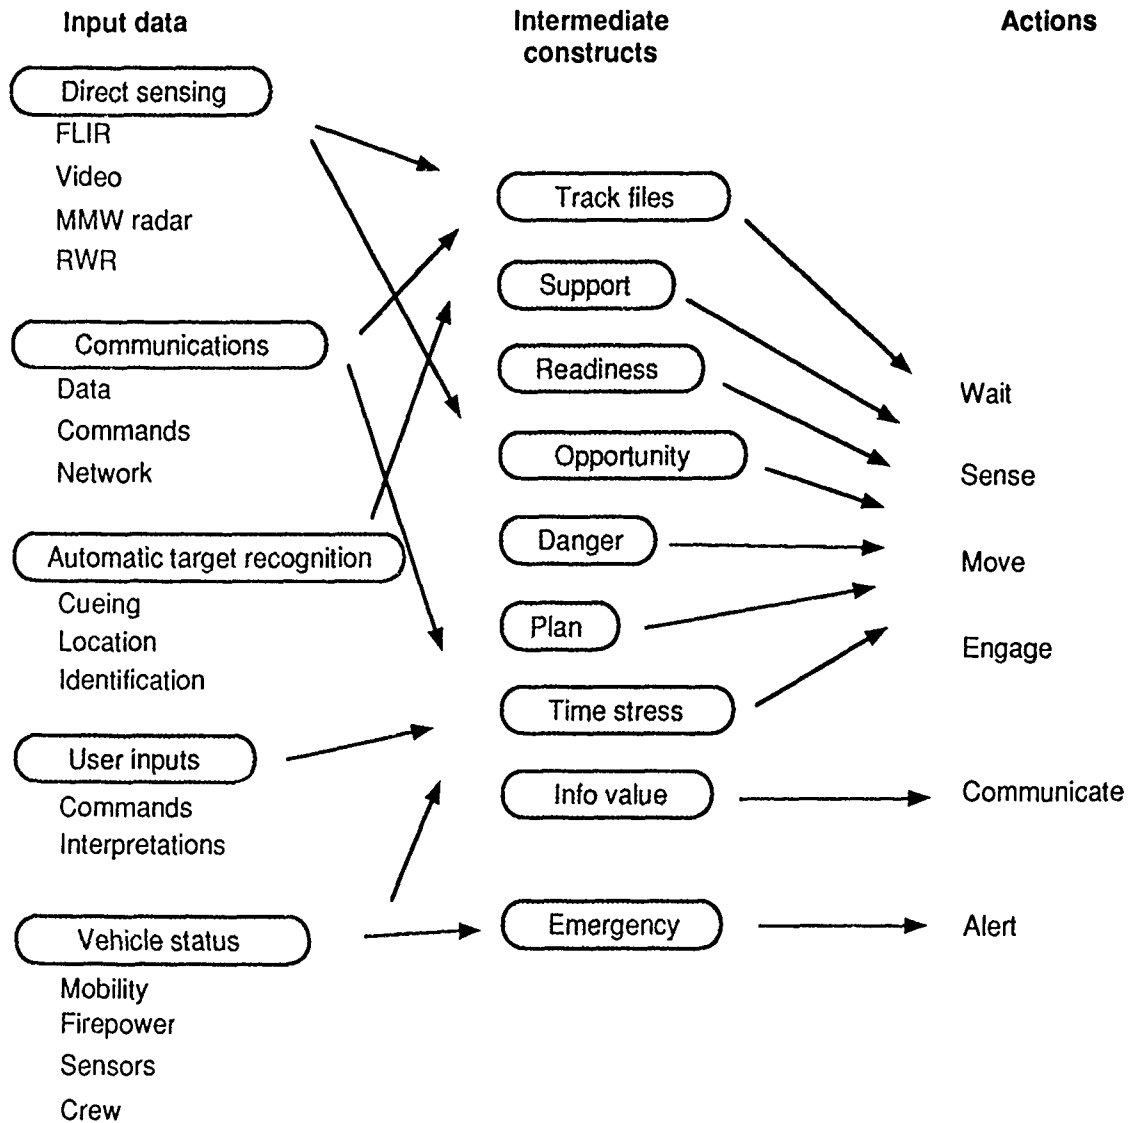 Input data
Direct sensing
FLIR
Video
MMW radar
RWR
Communications
Data
Commands
Network
Automatic target recognition
Cueing
Location
Identification
User inputs
Commands
Interpretations
Vehicle status
Mobility
Firepower
Sensors
Crew
Intermediate
constructs
Track files
Support
Readiness
Opportunity
Danger
Plan
Time stress
Info value
Emergency
Actions
Wait
Sense
Move
Engage
Communicate
Alert